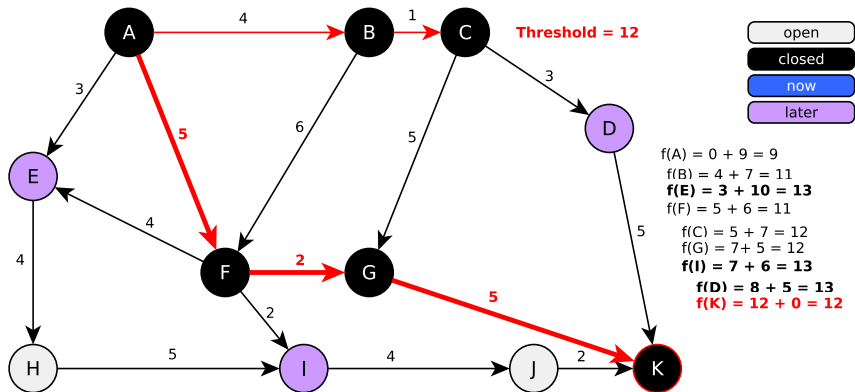 4
1
A
B
C
Threshold = 12
open
closed
now
later
3
3
5
6
5
D
E
f(A) = 0 + 9 = 9
f(B) = 4 + 7 = 11
f(E) = 3 + 10 = 13
f(F) = 5 + 6 = 11
4
5
f(C) = 5 + 7 = 12
f(G) = 7+ 5 = 12
f(I) = 7 + 6 = 13
f(D) = 8 + 5 = 13
f(K) = 12 + 0 = 12
4
2
F
G
5
2
5
4
2
H
I
J
K